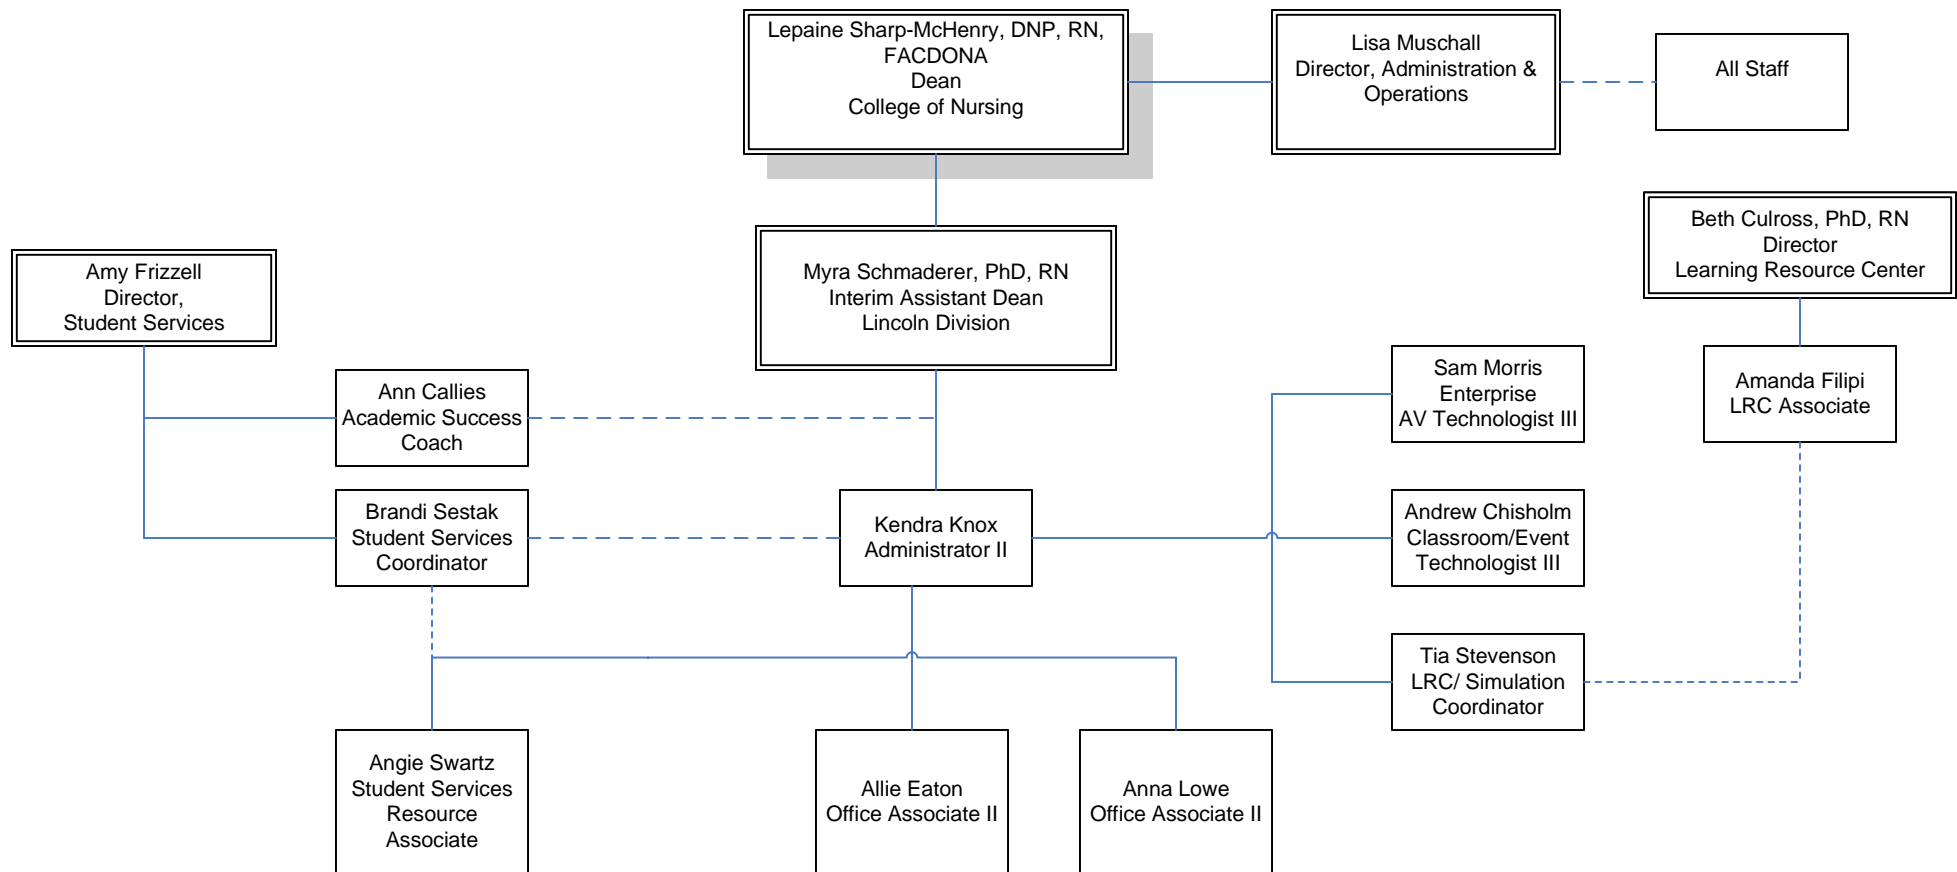 Lepaine Sharp-McHenry, DNP, RN,
FACDONA
Dean
College of Nursing
Lisa Muschall
Director, Administration &
Operations
All Staff
Beth Culross, PhD, RN
Director
Learning Resource Center
Amy Frizzell
Director,
Student Services
Myra Schmaderer, PhD, RN
Interim Assistant Dean
Lincoln Division
Ann Callies
Academic Success
Coach
Sam Morris
Enterprise
AV Technologist III
Amanda Filipi
LRC Associate
Brandi Sestak
Student Services
Coordinator
Kendra Knox
Administrator II
Andrew Chisholm
Classroom/Event
Technologist III
Tia Stevenson
LRC/ Simulation
Coordinator
Angie Swartz
Student Services
Resource
Associate
Allie Eaton
Office Associate II
Anna Lowe
Office Associate II